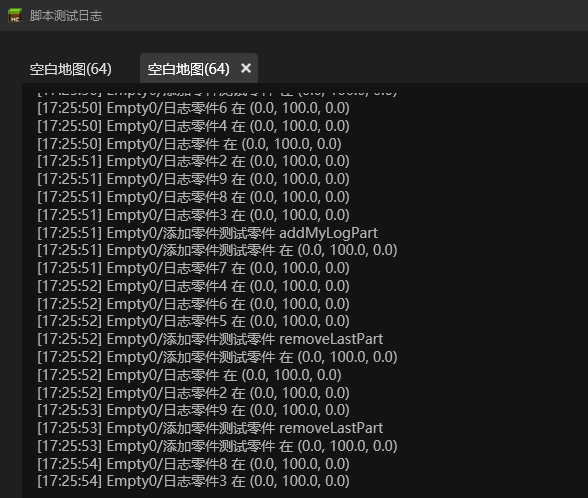 脚本测试日志
空白地图(64) 空白地图(64)
[17:25:50] Empty0/添加零件测试零件 在 (0.0, 100.0, 0.0)
[17:25:50] Empty0/日志零件6 在 (0.0, 100.0, 0.0)
[17:25:50] Empty0/日志零件4 在 (0.0, 100.0, 0.0)
[17:25:50] Empty0/日志零件 在 (0.0, 100.0, 0.0)
[17:25:51] Empty0/日志零件2 在 (0.0, 100.0, 0.0)
[17:25:51] Empty0/日志零件9 在 (0.0, 100.0, 0.0)
[17:25:51] Empty0/日志零件8 在 (0.0, 100.0, 0.0)
[17:25:51] Empty0/日志零件3 在 (0.0, 100.0, 0.0)
[17:25:51] Empty0/添加零件测试零件 addMyLogPart
[17:25:51] Empty0/添加零件测试零件 在 (0.0, 100.0, 0.0)
[17:25:51] Empty0/日志零件7 在 (0.0, 100.0, 0.0)
[17:25:52] Empty0/日志零件4 在 (0.0, 100.0, 0.0)
[17:25:52] Empty0/日志零件6 在 (0.0, 100.0, 0.0)
[17:25:52] Empty0/日志零件5 在 (0.0, 100.0, 0.0)
[17:25:52] Empty0/添加零件测试零件 removeLastPart
[17:25:52] Empty0/添加零件测试零件 在 (0.0, 100.0, 0.0)
[17:25:52] Empty0/日志零件 在 (0.0, 100.0, 0.0)
[17:25:52] Empty0/日志零件2 在 (0.0, 100.0, 0.0)
[17:25:53] Empty0/日志零件9 在 (0.0, 100.0, 0.0)
[17:25:53] Empty0/添加零件测试零件 removeLastPart
[17:25:53] Empty0/添加零件测试零件 在 (0.0, 100.0, 0.0)
[17:25:54] Empty0/日志零件8 在 (0.0, 100.0, 0.0)
[17:25:54] Empty0/日志零件3 在 (0.0, 100.0, 0.0)